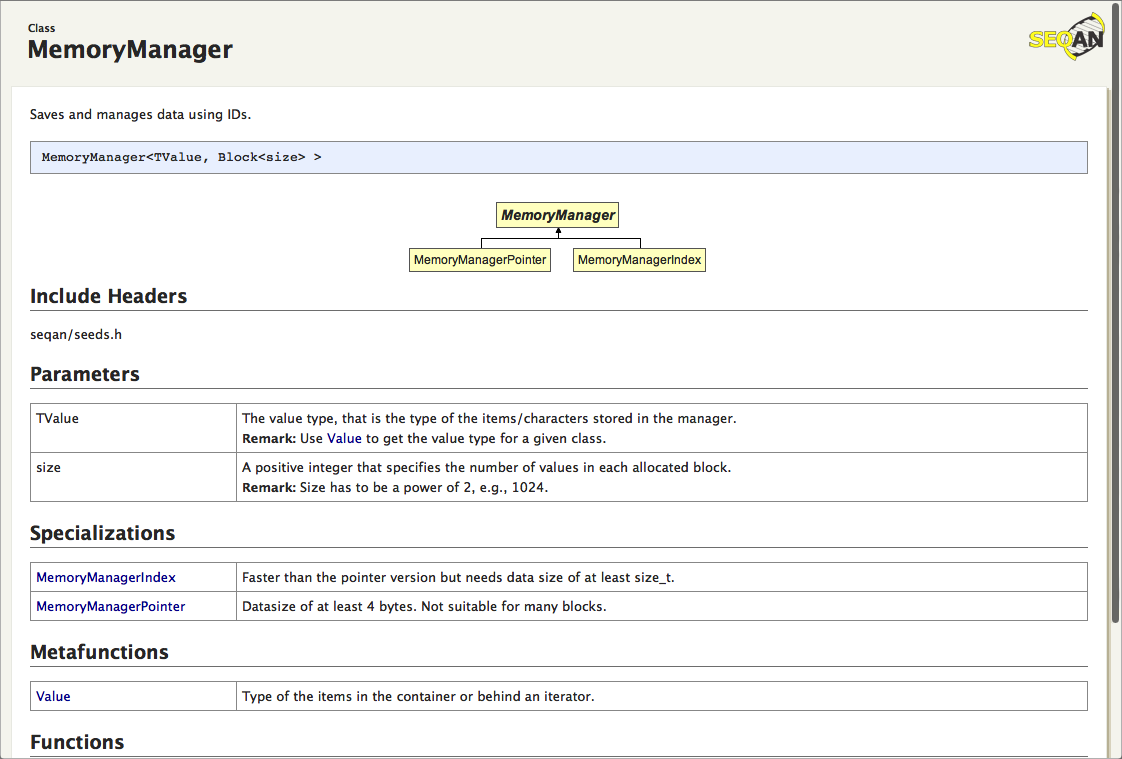 Class
MemoryManager
SEQAN
Saves and manages data using IDs.
MemoryManager<TValue, Block<size> >
MemoryManager
MemoryManagerPointer MemoryManagerIndex
Include Headers
seqan/seeds.h
Parameters
TValue The value type, that is the type of the items/characters stored in the manager.
Remark: Use Value to get the value type for a given class.
size A positive integer that specifies the number of values in each allocated block.
Remark: Size has to be a power of 2, e.g., 1024.
Specializations
MemoryManagerIndex Faster than the pointer version but needs data size of at least size_t.
MemoryManagerPointer Datasize of at least 4 bytes. Not suitable for many blocks.
Metafunctions
Value Type of the items in the container or behind an iterator.
Functions